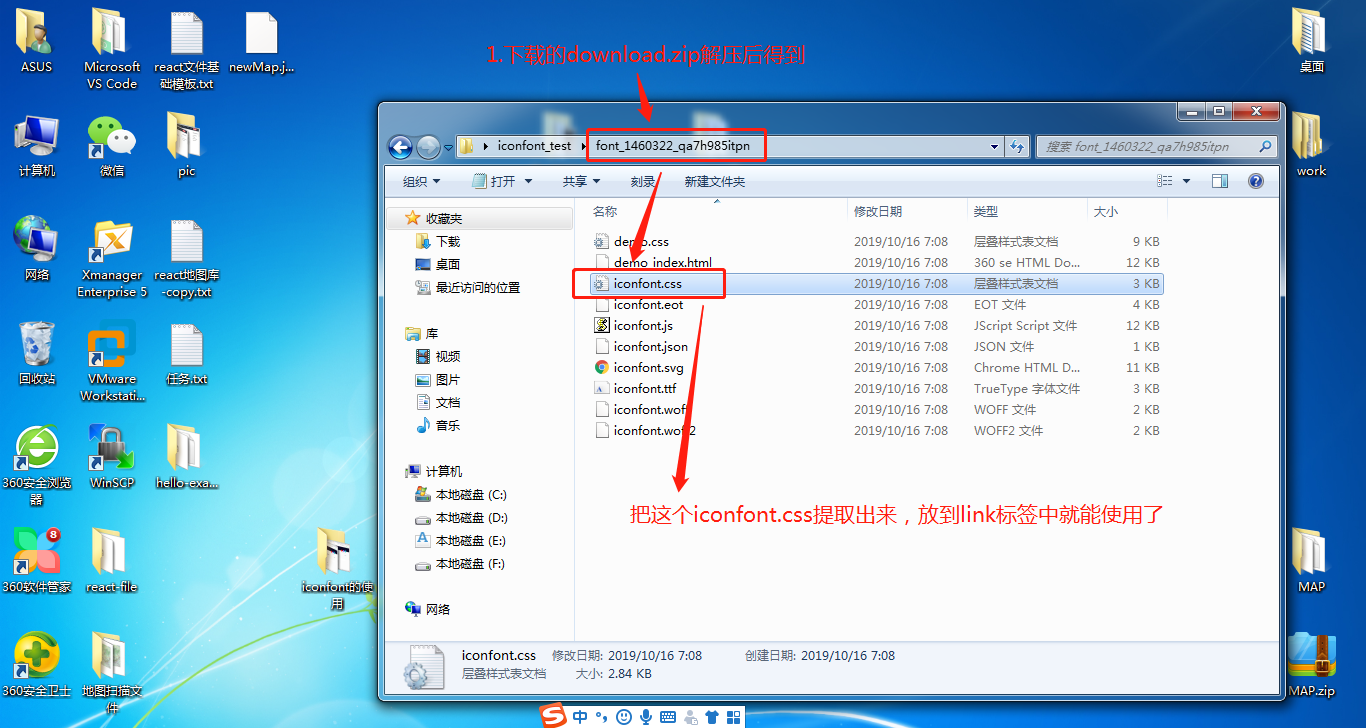 ASUS
Microsoft
VS Code
react文件基
础模板.txt
newMap.j...
计算机
微信
pic
网络
Xmanager
Enterprise 5
react地图库
-copy.txt
回收站
VMware
Workstati...
任务.txt
360安全浏览
器
WinSCP
hello-exa...
8
360软件管家
react-file
iconfont的使
用
360安全卫士
地图扫描文
件
1.下载的download.zip解压后得到
iconfont_test
font_1460322_qa7h985itpn
搜索 font_1460322_qa7h985itpn
组织
打开
共享
刻录
新建文件夹
收藏夹
下载
桌面
最近访问的位置
库
视频
图片
文档
音乐
计算机
本地磁盘 (C:)
本地磁盘 (D:)
本地磁盘 (E:)
本地磁盘 (F:)
网络
名称 修改日期 类型 大小
demo.css 2019/10/16 7:08 层叠样式表文档 9 KB
demo_index.html 2019/10/16 7:08 360 se HTML Do... 12 KB
iconfont.css 2019/10/16 7:08 层叠样式表文档 3 KB
iconfont.eot 2019/10/16 7:08 EOT 文件 4 KB
iconfont.js 2019/10/16 7:08 JScript Script 文件 12 KB
iconfont.json 2019/10/16 7:08 JSON 文件 1 KB
iconfont.svg 2019/10/16 7:08 Chrome HTML D... 11 KB
iconfont.ttf 2019/10/16 7:08 TrueType 字体文件 3 KB
iconfont.woff 2019/10/16 7:08 WOFF 文件 2 KB
iconfont.woff2 2019/10/16 7:08 WOFF2 文件 2 KB
把这个iconfont.css提取出来，放到link标签中就能使用了
iconfont.css 修改日期: 2019/10/16 7:08 创建日期: 2019/10/16 7:08
层叠样式表文档 大小: 2.84 KB
桌面
work
MAP
MAP.zip
S 中